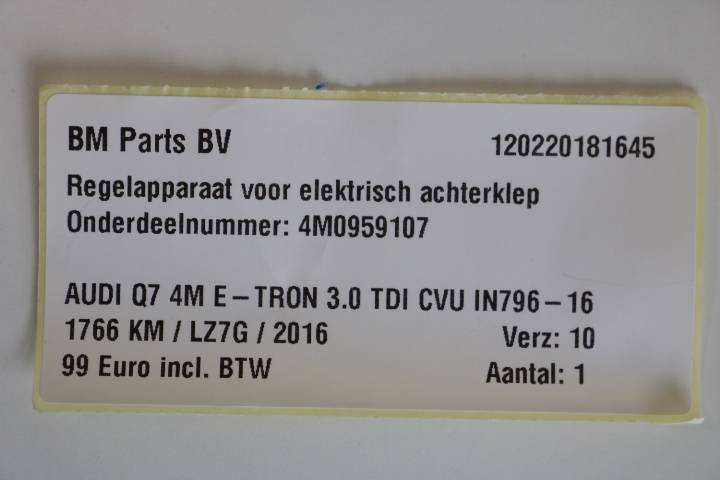 BM Parts BV 120220181645
Regelapparaat voor elektrisch achterklep
Onderdeelnummer: 4M0959107
AUDI Q7 4M E-TRON 3.0 TDI CVU IN796-16
1766 KM / LZ7G / 2016 Verz: 10
99 Euro incl. BTW Aantal: 1